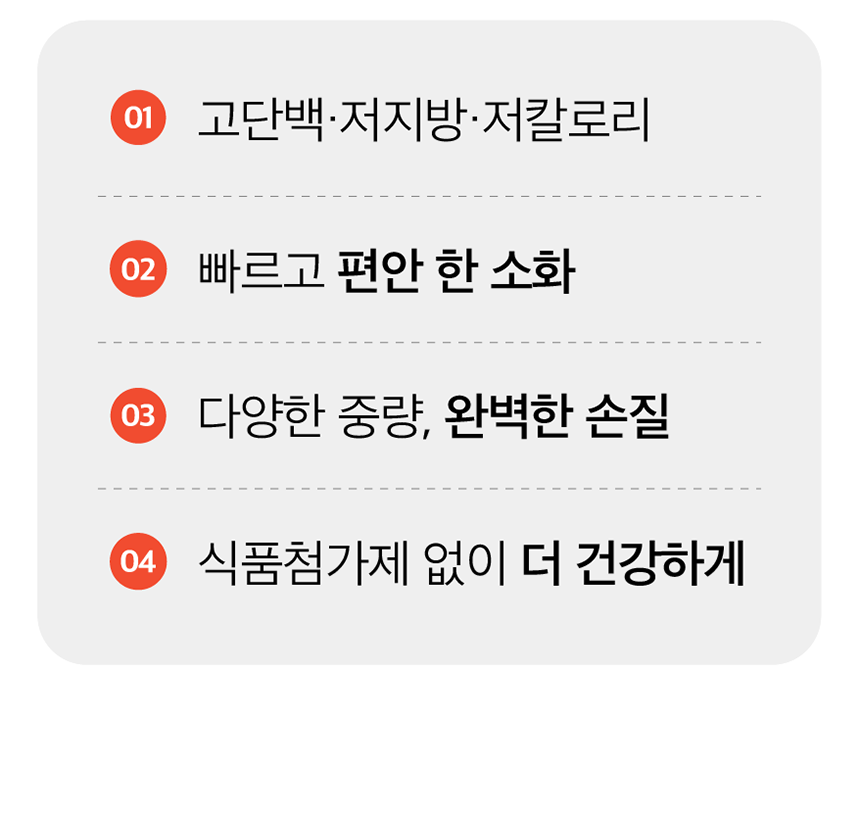 01 고단백·저지방·저칼로리
02 빠르고 편안 한 소화
03 다양한 중량, 완벽한 손질
04 식품첨가제 없이 더 건강하게